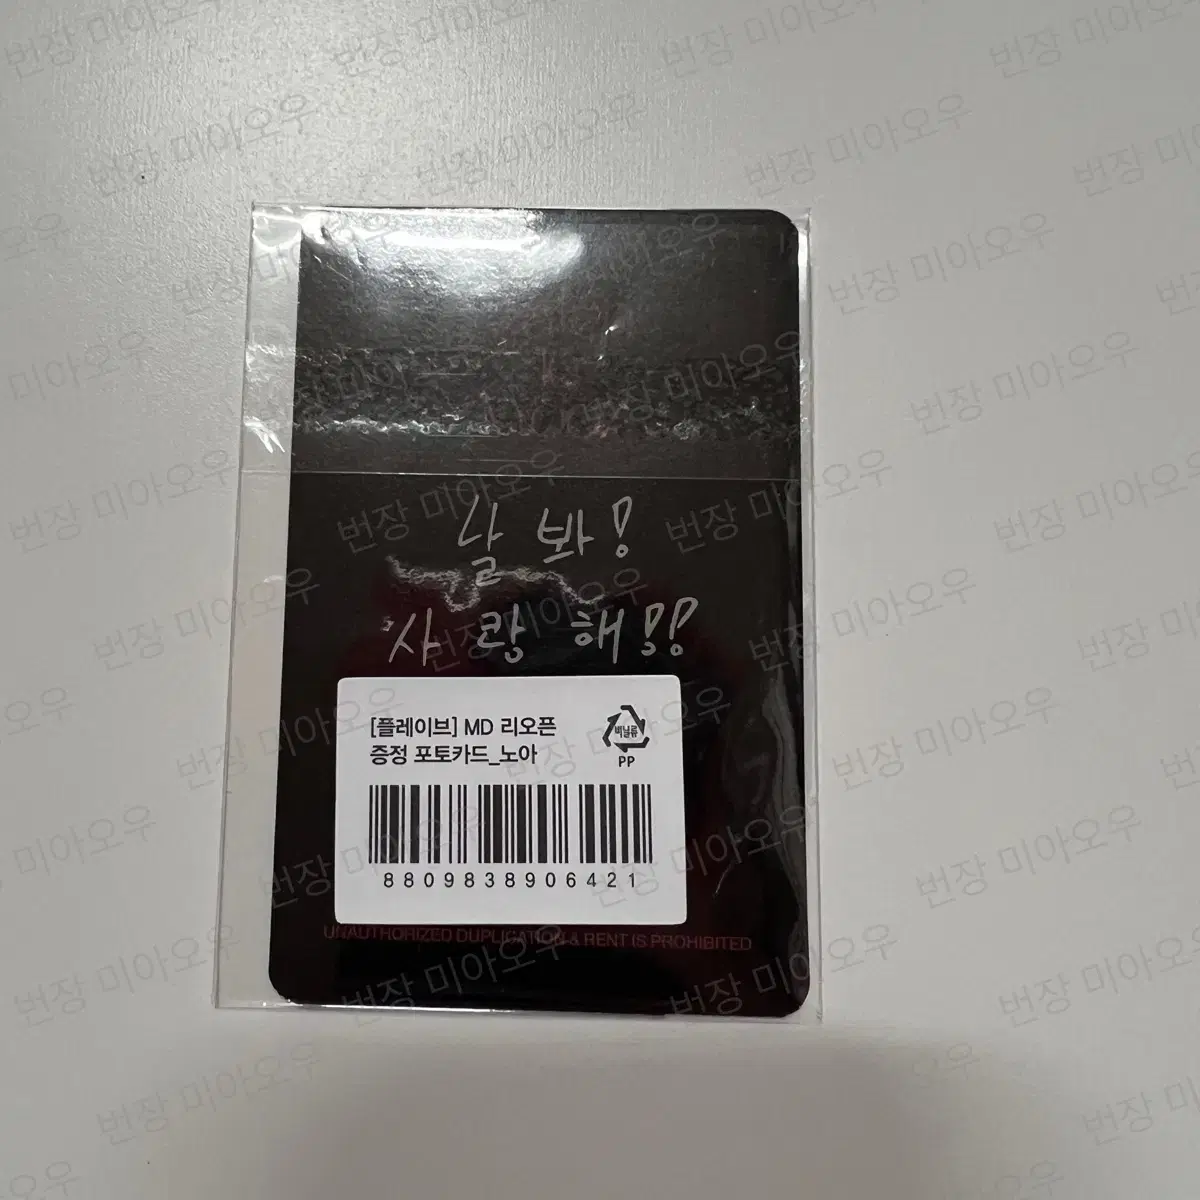 날 봐!
사랑해!!!
[플레이브] MD 리오픈
증정 포토카드_노아
비닐류
PP
8809838906421
UNAUTHORIZED DUPLICATION & RENT IS PROHIBITED
번장 미아오우